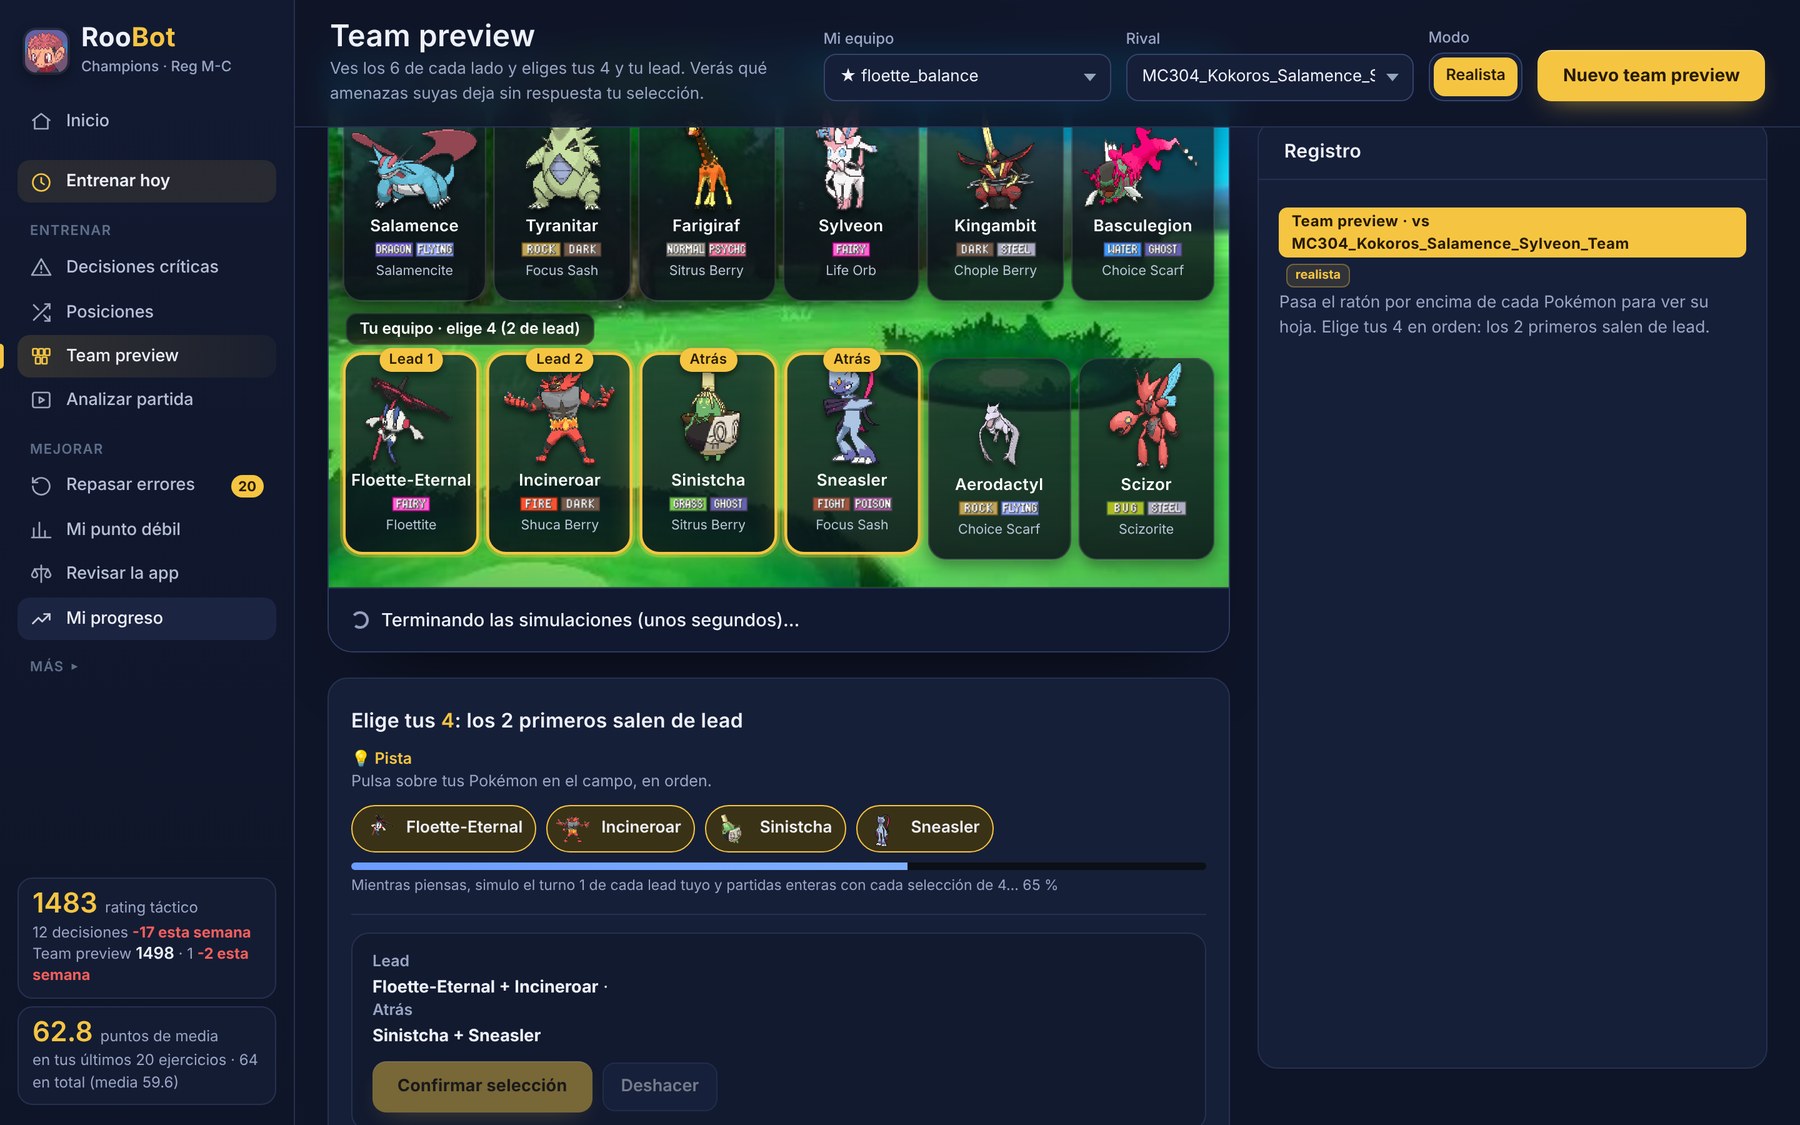 RooBot
Champions · Reg M-C
Inicio
Entrenar hoy
ENTRENAR
Decisiones críticas
Posiciones
Team preview
Analizar partida
MEJORAR
Repasar errores
20
Mi punto débil
Revisar la app
Mi progreso
MÁS ▸
1483 rating táctico
12 decisiones -17 esta semana
Team preview 1498 · 1 -2 esta
semana
62.8 puntos de media
en tus últimos 20 ejercicios · 64
en total (media 59.6)
Team preview
Ves los 6 de cada lado y eliges tus 4 y tu lead. Verás qué
amenazas suyas deja sin respuesta tu selección.
Mi equipo
★ floette_balance
Rival
MC304_Kokoros_Salamence_S
Modo
Realista
Nuevo team preview
Salamence
DRAGON FLYING
Salamencite
Tyranitar
ROCK DARK
Focus Sash
Farigiraf
NORMAL PSYCHC
Sitrus Berry
Sylveon
FAIRY
Life Orb
Kingambit
DARK STEEL
Chople Berry
Basculegion
WATER GHOST
Choice Scarf
Tu equipo · elige 4 (2 de lead)
Lead 1
Floette-Eternal
FAIRY
Floettite
Lead 2
Incineroar
FIRE DARK
Shuca Berry
Atrás
Sinistcha
GRASS GHOST
Sitrus Berry
Atrás
Sneasler
FIGHT POISON
Focus Sash
Aerodactyl
ROCK FLYING
Choice Scarf
Scizor
BUG STEEL
Scizorite
Terminando las simulaciones (unos segundos)...
Elige tus 4: los 2 primeros salen de lead
💡 Pista
Pulsa sobre tus Pokémon en el campo, en orden.
Floette-Eternal
Incineroar
Sinistcha
Sneasler
Mientras piensas, simulo el turno 1 de cada lead tuyo y partidas enteras con cada selección de 4... 65 %
Lead
Floette-Eternal + Incineroar ·
Atrás
Sinistcha + Sneasler
Confirmar selección
Deshacer
Registro
Team preview · vs
MC304_Kokoros_Salamence_Sylveon_Team
realista
Pasa el ratón por encima de cada Pokémon para ver su
hoja. Elige tus 4 en orden: los 2 primeros salen de lead.